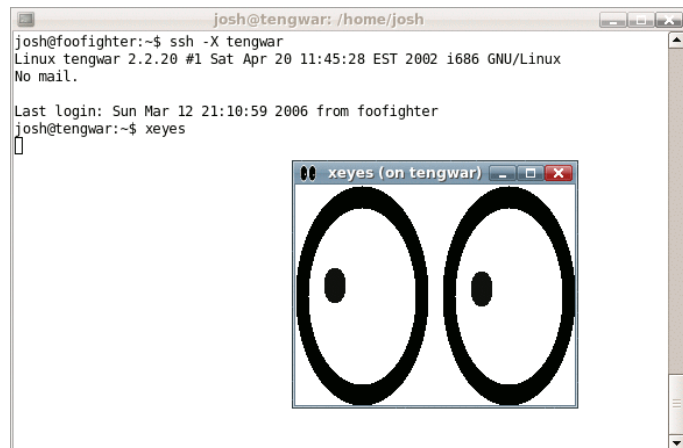 josh@tengwar: /home/josh
josh@foofighter:~$ ssh -X tengwar
Linux tengwar 2.2.20 #1 Sat Apr 20 11:45:28 EST 2002 i686 GNU/Linux
No mail.
Last login: Sun Mar 12 21:10:59 2006 from foofighter
josh@tengwar:~$ xeyes
xeyes (on tengwar)